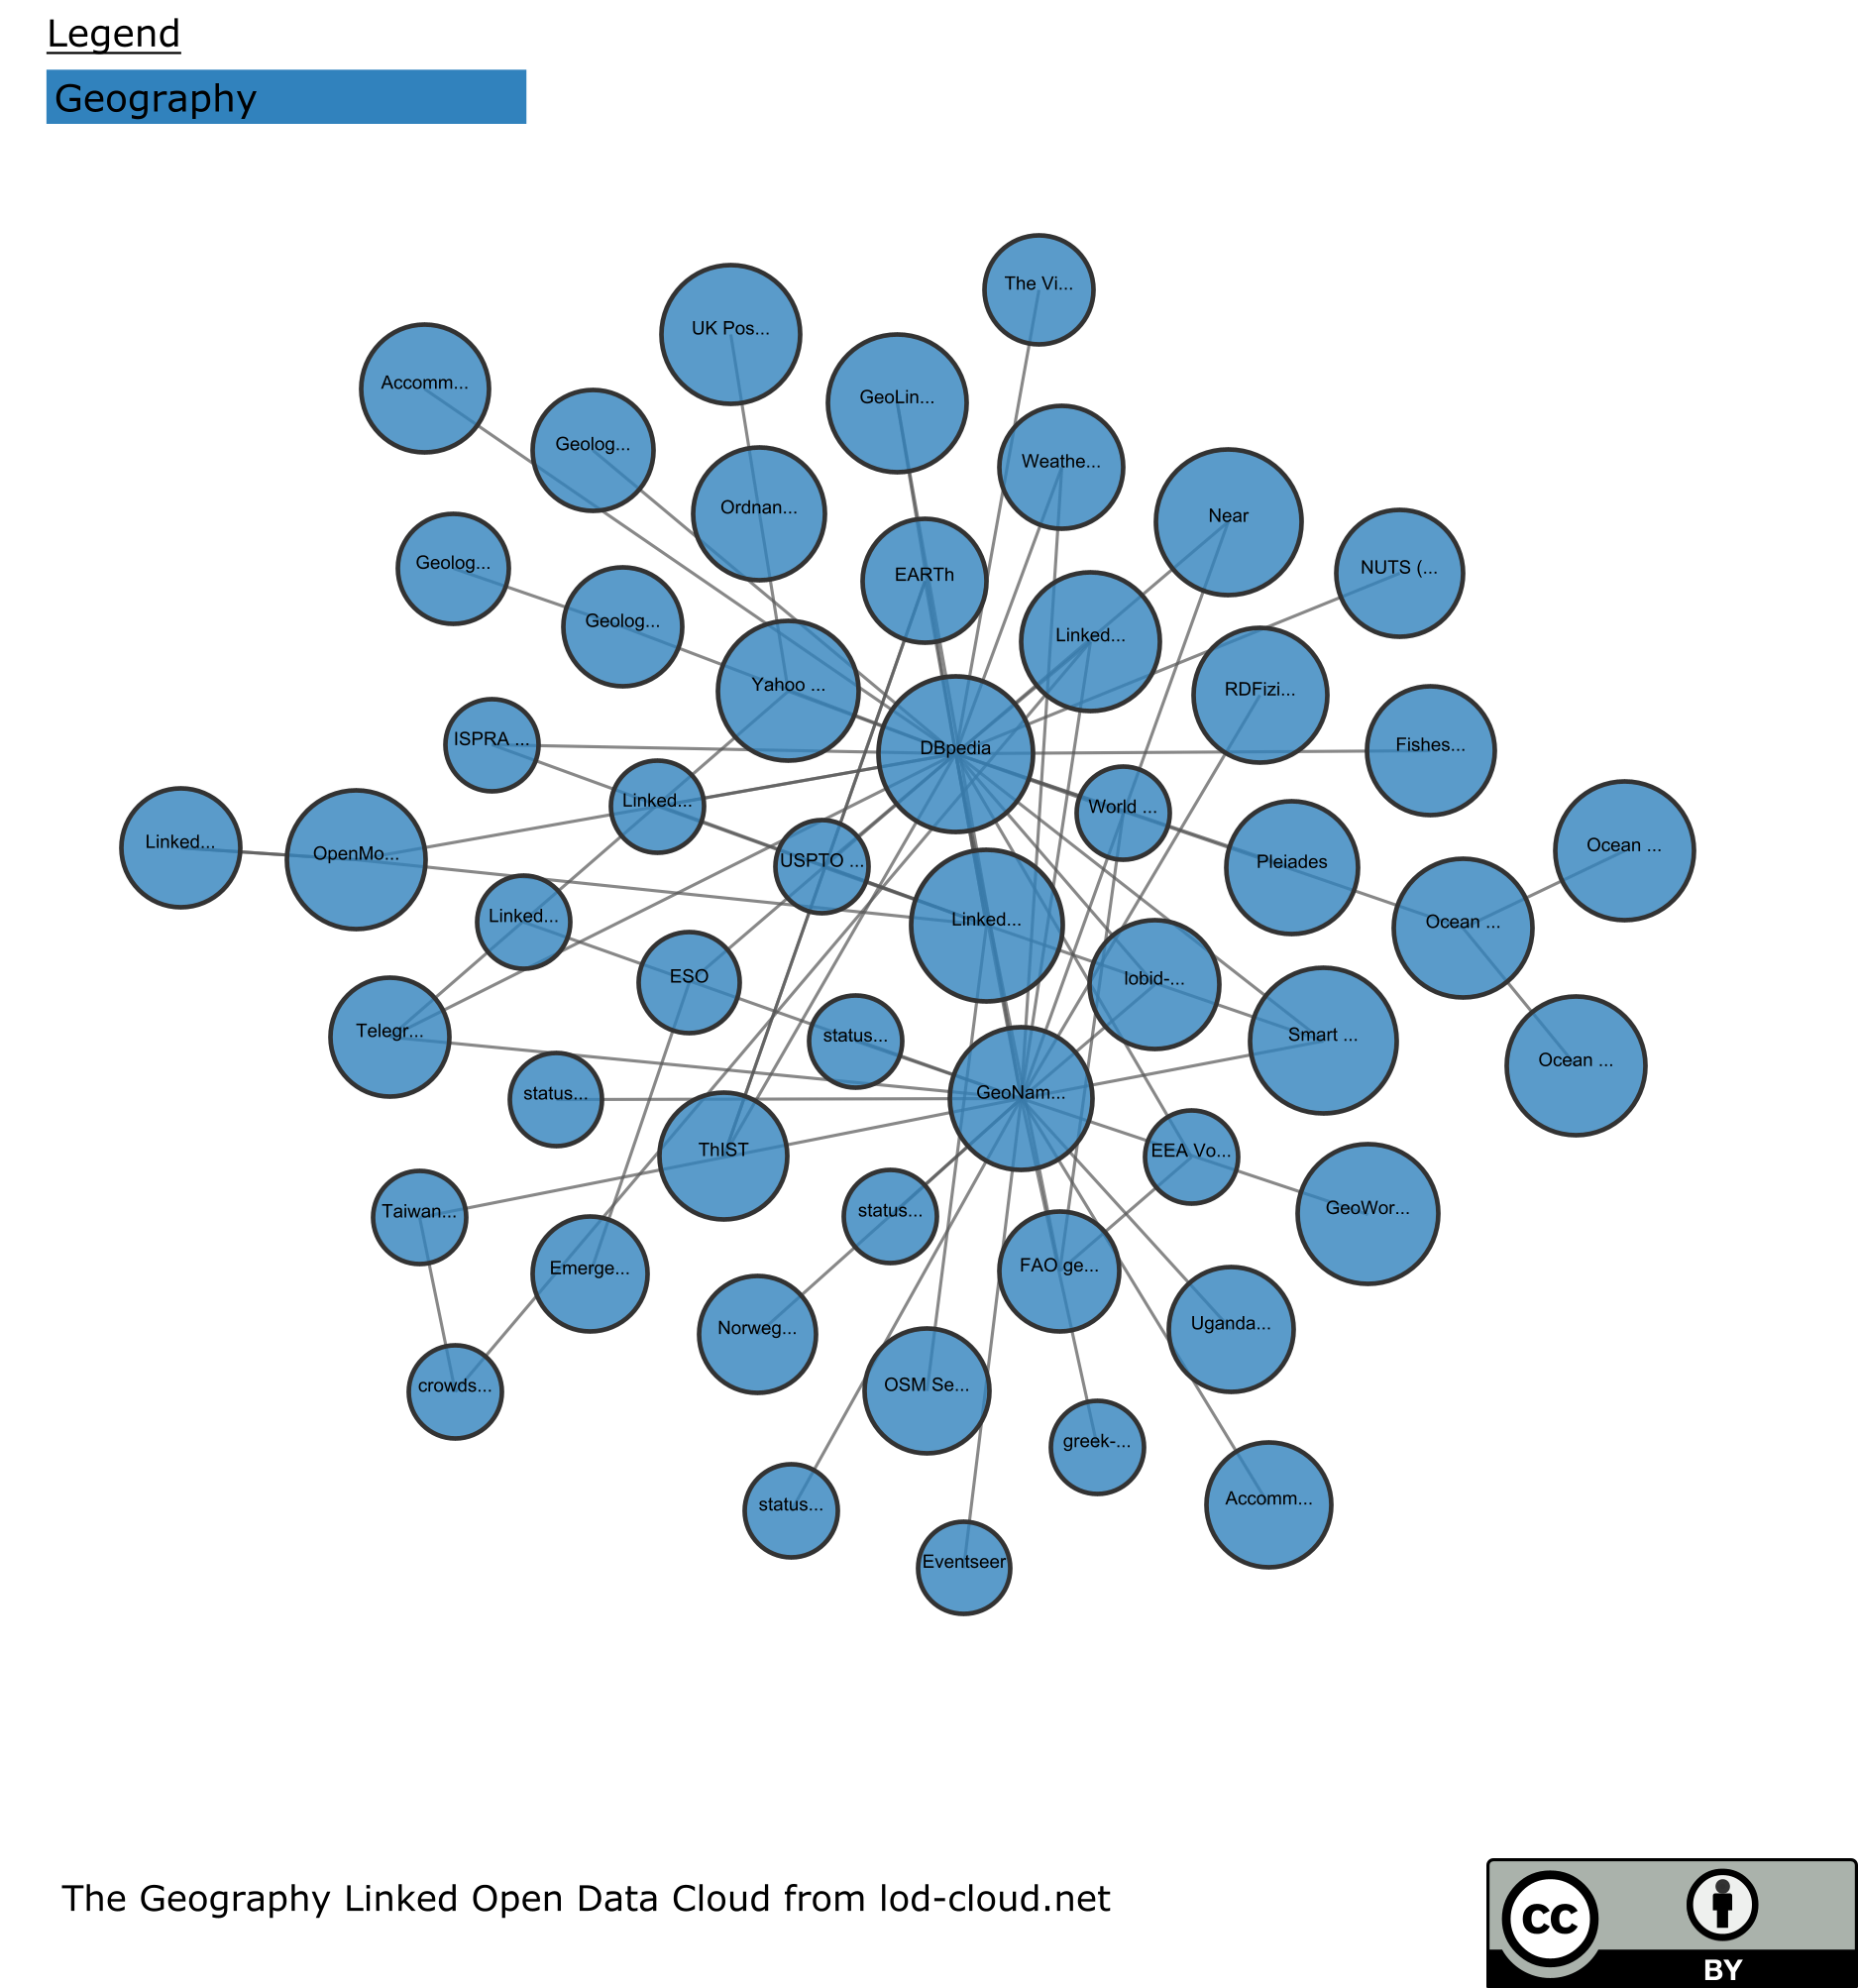 Legend
Geography
The Vi...
UK Pos...
Accomm...
GeoLin...
Geolog...
Weathe...
Ordnan...
Near
Geolog...
EARTh
NUTS (...
Geolog...
Linked...
Yahoo ...
RDFizi...
ISPRA ...
DBpedia
Fishes...
Linked...
World ...
Linked...
OpenMo...
USPTO ...
Pleiades
Ocean ...
Linked...
Linked...
Ocean ...
ESO
lobid-...
Telegr...
status...
Smart ...
Ocean ...
status...
GeoNam...
ThIST
EEA Vo...
Taiwan...
status...
GeoWor...
Emerge...
FAO ge...
Norweg...
Uganda...
crowds...
OSM Se...
greek-...
status...
Accomm...
Eventseer
The Geography Linked Open Data Cloud from lod-cloud.net
cc
BY